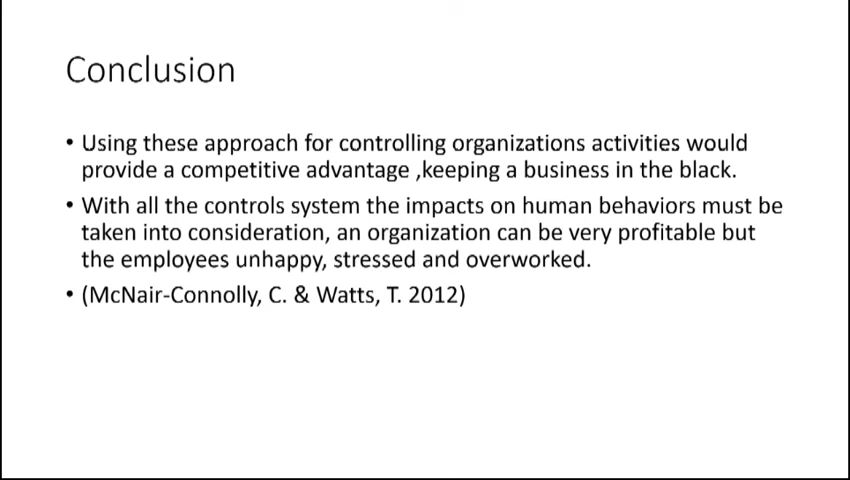 Conclusion
• Using these approach for controlling organizations activities would
provide a competitive advantage ,keeping a business in the black.
• With all the controls system the impacts on human behaviors must be
taken into consideration, an organization can be very profitable but
the employees unhappy, stressed and overworked.
• (McNair-Connolly, C. & Watts, T. 2012)